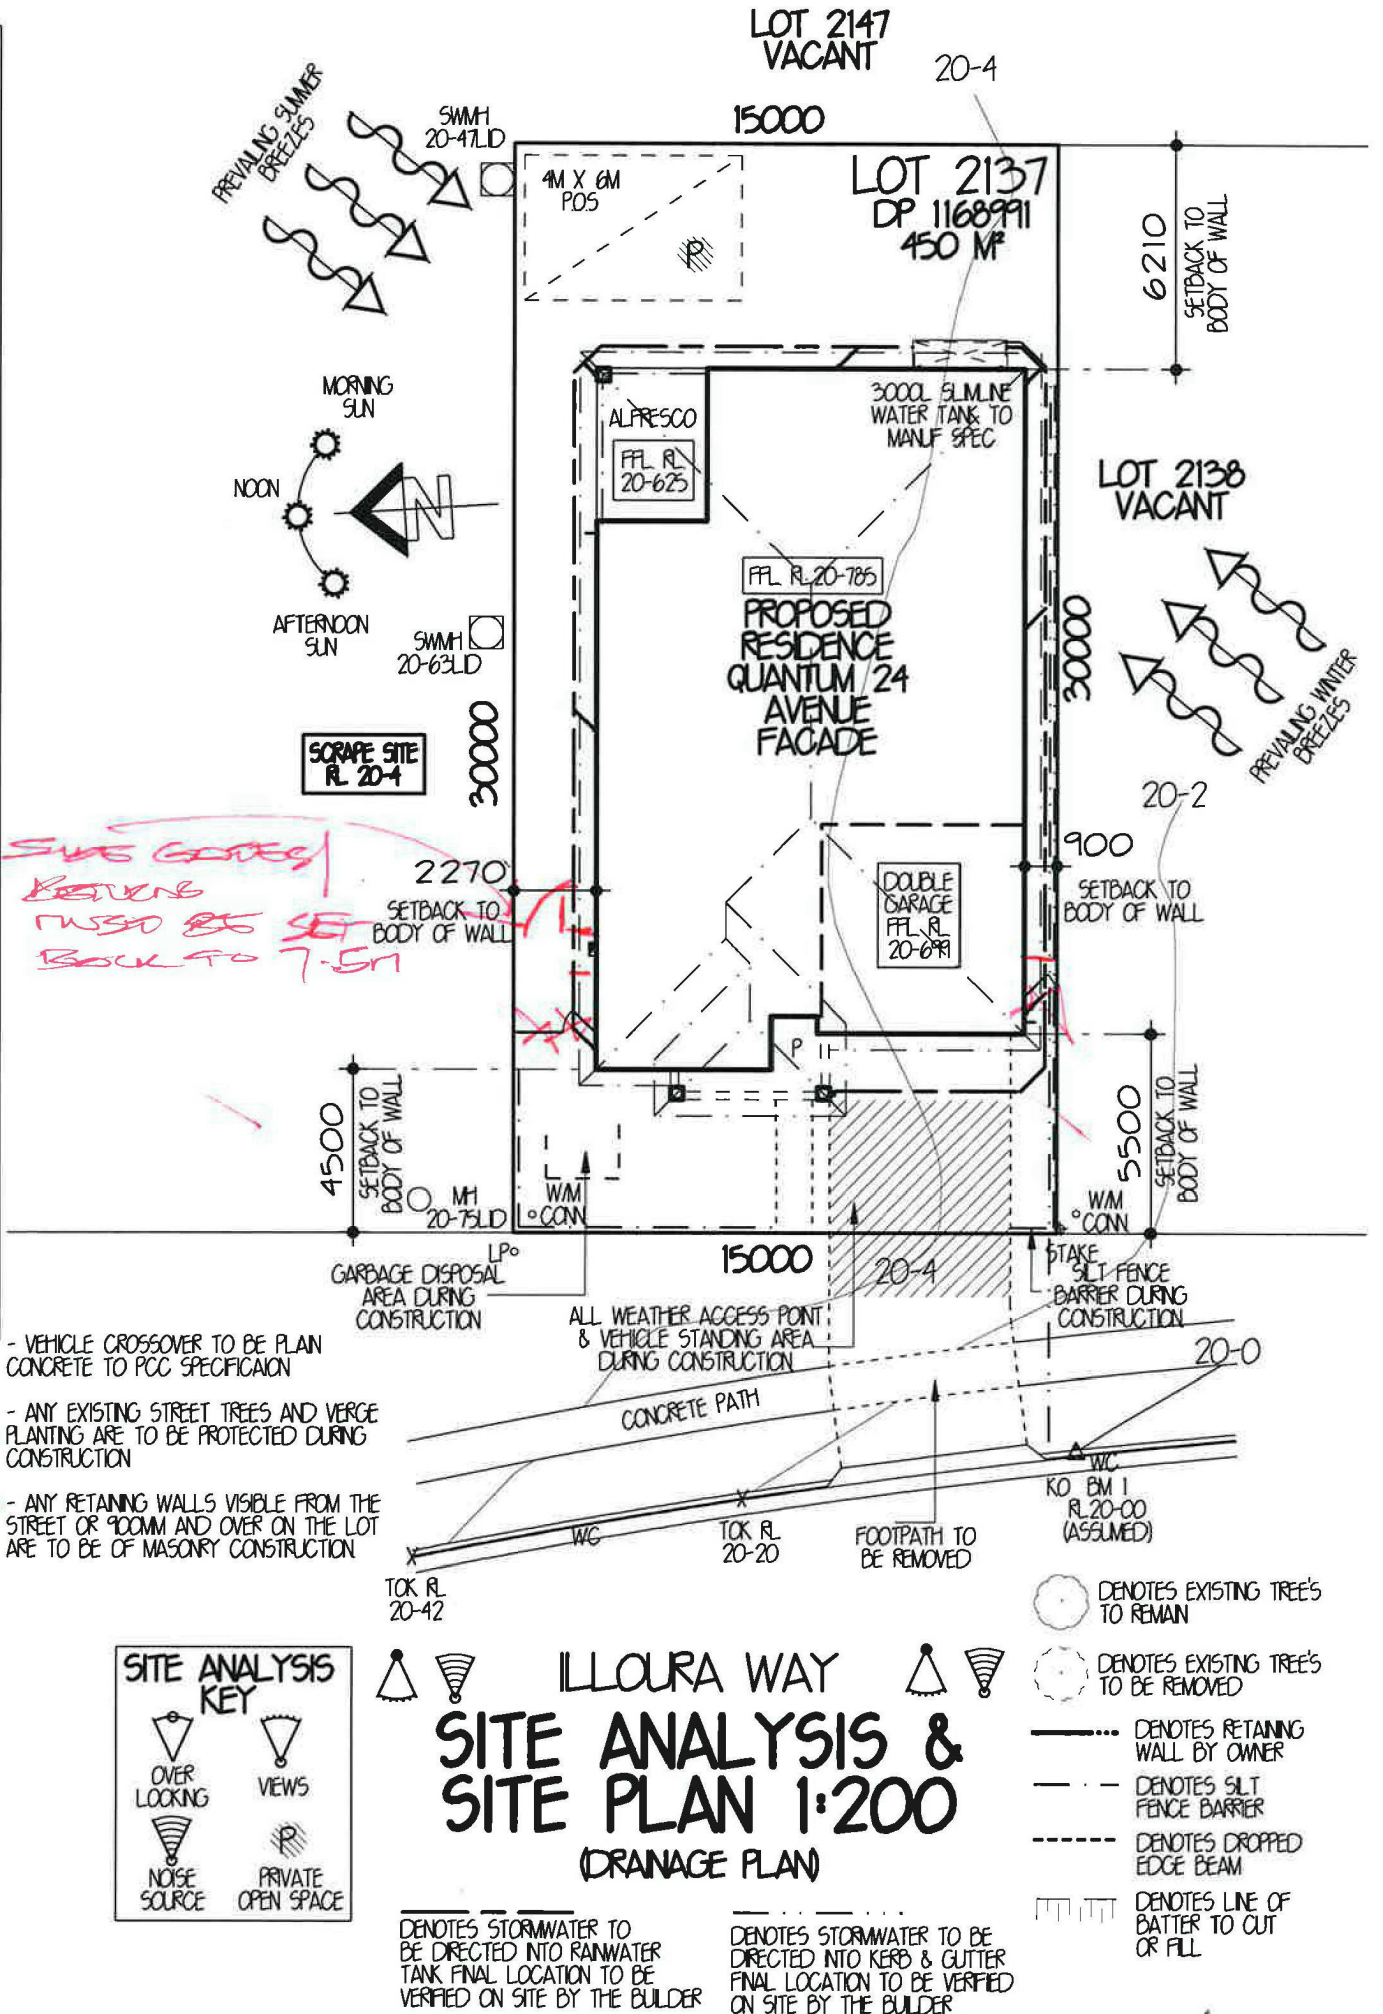 LOT 2147
VACANT
20-4
15000
PREVAILING SUMMER
BREEZES
SWMH
20-47LID
4M X 6M
P.O.S
P
LOT 2137
DP 1168991
450 M²
6210
SETBACK TO
BODY OF WALL
MORNING
SUN
NOON
AFTERNOON
SUN
N
ALFRESCO
FFL RL
20-625
3000L SLIMLINE
WATER TANK TO
MANUF SPEC
LOT 2138
VACANT
FFL RL 20-785
PROPOSED
RESIDENCE
QUANTUM 24
AVENUE
FACADE
SWMH
20-63LID
30000
30000
PREVAILING WINTER
BREEZES
SCRAPE SITE
RL 20-4
20-2
RETURNS
SET
BACK TO 7.5M
2270
SETBACK TO
BODY OF WALL
DOUBLE
GARAGE
FFL RL
20-699
900
SETBACK TO
BODY OF WALL
P
4500
SETBACK TO
BODY OF WALL
5500
SETBACK TO
BODY OF WALL
MH
20-75LID
W/M
CONN
W/M
CONN
LP
15000
20-4
STAKE
GARBAGE DISPOSAL
AREA DURING
CONSTRUCTION
ALL WEATHER ACCESS POINT
& VEHICLE STANDING AREA
DURING CONSTRUCTION
SILT FENCE
BARRIER DURING
CONSTRUCTION
20-0
- VEHICLE CROSSOVER TO BE PLAIN
CONCRETE TO PCC SPECIFICAION
- ANY EXISTING STREET TREES AND VERGE
PLANTING ARE TO BE PROTECTED DURING
CONSTRUCTION
- ANY RETAINING WALLS VISIBLE FROM THE
STREET OR 900MM AND OVER ON THE LOT
ARE TO BE OF MASONRY CONSTRUCTION
CONCRETE PATH
WC
WC
KO BM 1
RL20-00
(ASSUMED)
TOK RL
20-20
FOOTPATH TO
BE REMOVED
TOK RL
20-42
DENOTES EXISTING TREE'S
TO REMAIN
DENOTES EXISTING TREE'S
TO BE REMOVED
DENOTES RETAINING
WALL BY OWNER
DENOTES SILT
FENCE BARRIER
DENOTES DROPPED
EDGE BEAM
DENOTES LINE OF
BATTER TO CUT
OR FILL
SITE ANALYSIS
KEY
OVER
LOOKING
VIEWS
NOISE
SOURCE
P
PRIVATE
OPEN SPACE
ILLOURA WAY
SITE ANALYSIS &
SITE PLAN 1:200
(DRAINAGE PLAN)
DENOTES STORMWATER TO
BE DIRECTED INTO RAINWATER
TANK FINAL LOCATION TO BE
VERIFIED ON SITE BY THE BUILDER
DENOTES STORMWATER TO BE
DIRECTED INTO KERB & GUTTER
FINAL LOCATION TO BE VERIFIED
ON SITE BY THE BUILDER